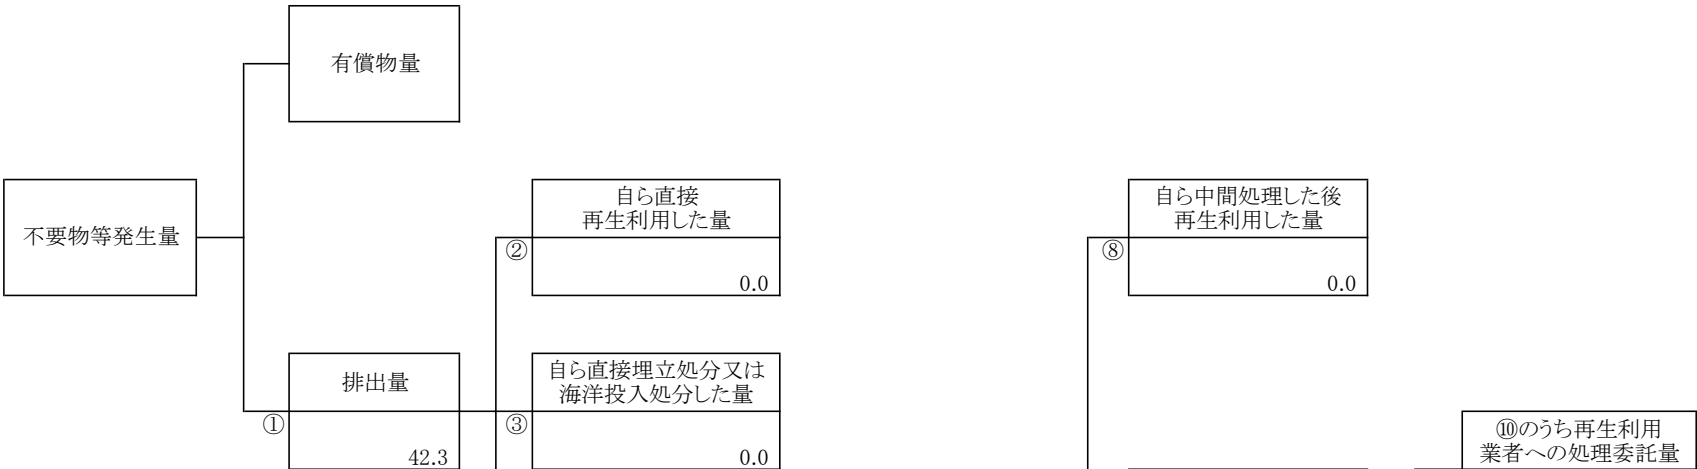 有償物量
不要物等発生量
自ら直接
再生利用した量
②
0.0
自ら中間処理した後
再生利用した量
⑧
0.0
排出量
①
42.3
自ら直接埋立処分又は
海洋投入処分した量
③
0.0
⑩のうち再生利用
業者への処理委託量